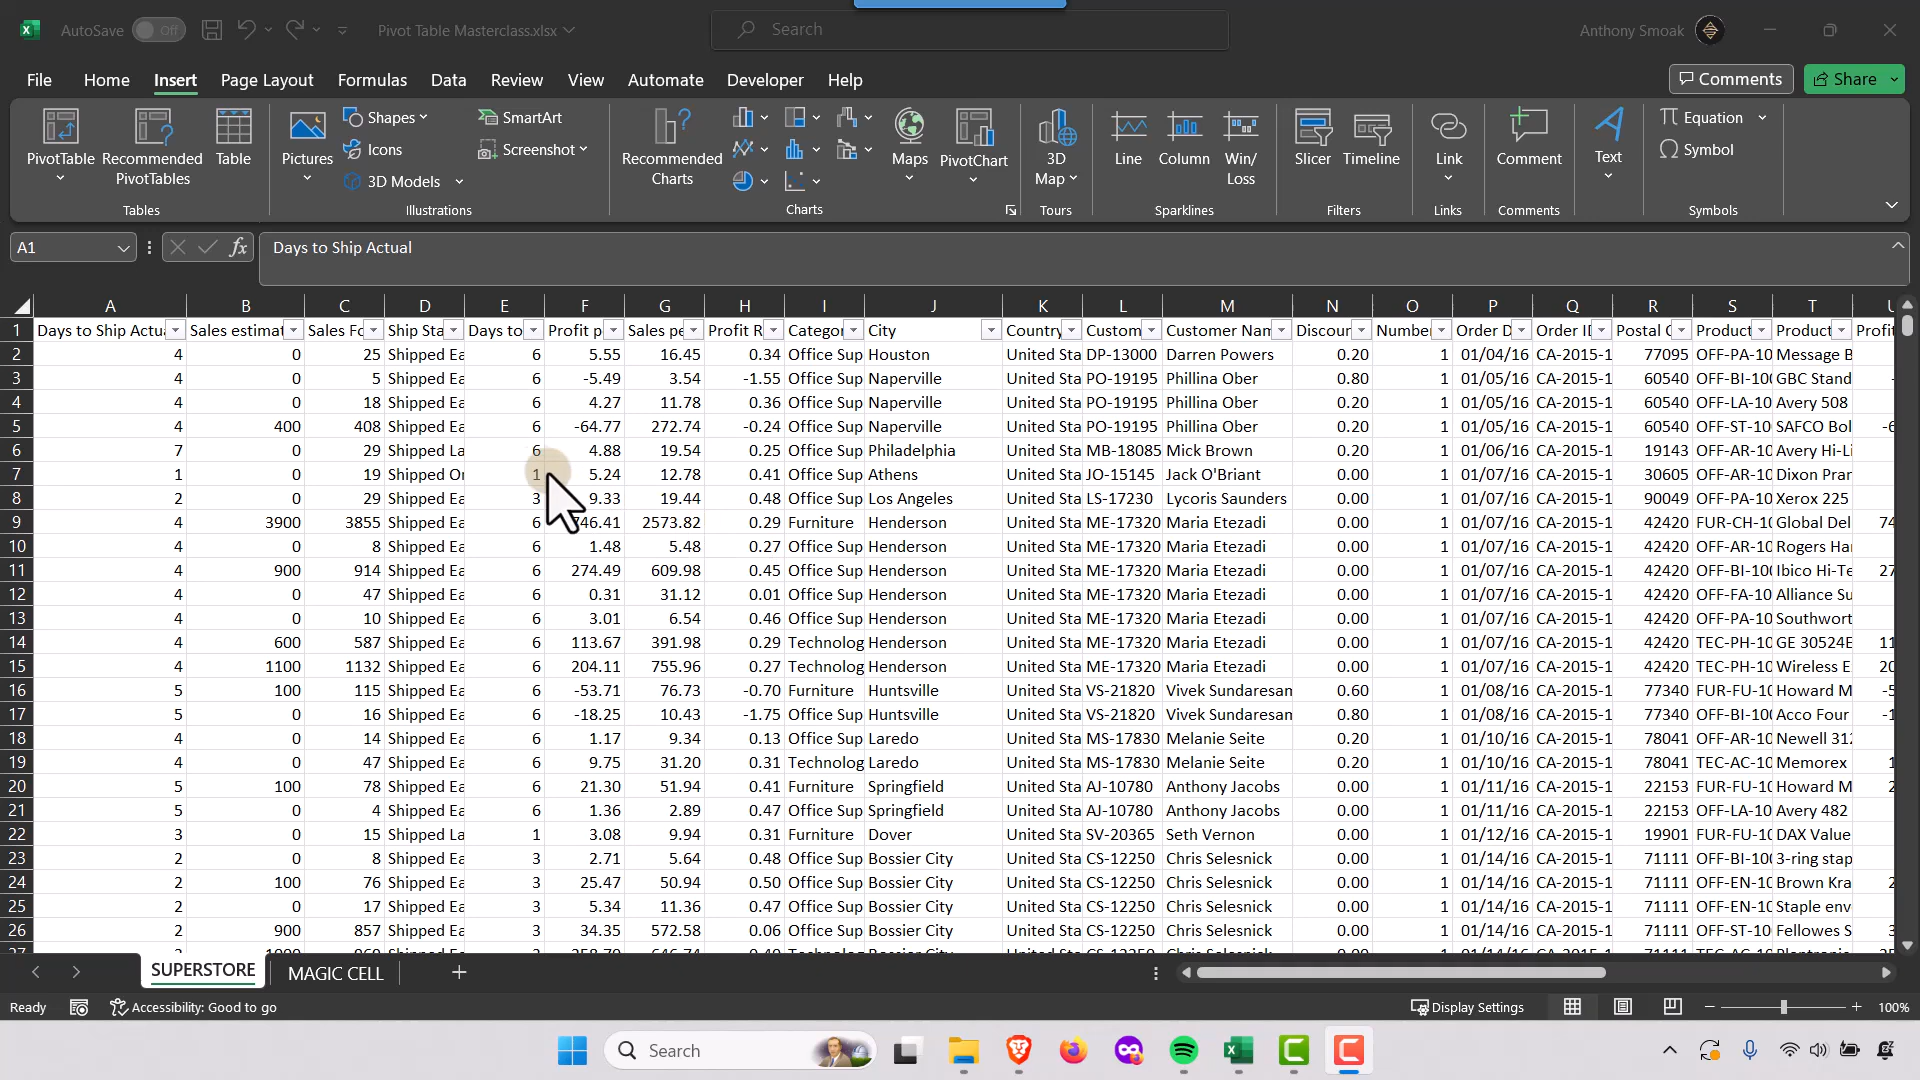 AutoSave Off Pivot Table Masterclass.xlsx Search Anthony Smoak
File Home Insert Page Layout Formulas Data Review View Automate Developer Help Comments Share
PivotTable Recommended PivotTables Table Pictures Shapes Icons 3D Models SmartArt Screenshot Recommended Charts Maps PivotChart 3D Map Line Column Win/Loss Slicer Timeline Link Comment Text Equation Symbol
Tables Illustrations Charts Tours Sparklines Filters Links Comments Symbols
A1 fx Days to Ship Actual
A B C D E F G H I J K L M N O P Q R S T
1 Days to Ship Actua Sales estimat Sales Fo Ship Sta Days to Profit p Sales pe Profit R Categor City Country Custom Customer Nam Discour Number Order D Order ID Postal C Product Product Profit
2 4 0 25 Shipped Ea 6 5.55 16.45 0.34 Office Sup Houston United Sta DP-13000 Darren Powers 0.20 1 01/04/16 CA-2015-1 77095 OFF-PA-10 Message B
3 4 0 5 Shipped Ea 6 -5.49 3.54 -1.55 Office Sup Naperville United Sta PO-19195 Phillina Ober 0.80 1 01/05/16 CA-2015-1 60540 OFF-BI-100 GBC Stand -
4 4 0 18 Shipped Ea 6 4.27 11.78 0.36 Office Sup Naperville United Sta PO-19195 Phillina Ober 0.20 1 01/05/16 CA-2015-1 60540 OFF-LA-10 Avery 508
5 4 400 408 Shipped Ea 6 -64.77 272.74 -0.24 Office Sup Naperville United Sta PO-19195 Phillina Ober 0.20 1 01/05/16 CA-2015-1 60540 OFF-ST-10 SAFCO Bol -6
6 7 0 29 Shipped La 6 4.88 19.54 0.25 Office Sup Philadelphia United Sta MB-18085 Mick Brown 0.20 1 01/06/16 CA-2015-1 19143 OFF-AR-10 Avery Hi-Li
7 1 0 19 Shipped On 1 5.24 12.78 0.41 Office Sup Athens United Sta JO-15145 Jack O'Briant 0.00 1 01/07/16 CA-2015-1 30605 OFF-AR-10 Dixon Pran
8 2 0 29 Shipped Ea 3 9.33 19.44 0.48 Office Sup Los Angeles United Sta LS-17230 Lycoris Saunders 0.00 1 01/07/16 CA-2015-1 90049 OFF-PA-10 Xerox 225
9 4 3900 3855 Shipped Ea 6 746.41 2573.82 0.29 Furniture Henderson United Sta ME-17320 Maria Etezadi 0.00 1 01/07/16 CA-2015-1 42420 FUR-CH-10 Global Del 74
10 4 0 8 Shipped Ea 6 1.48 5.48 0.27 Office Sup Henderson United Sta ME-17320 Maria Etezadi 0.00 1 01/07/16 CA-2015-1 42420 OFF-AR-10 Rogers Han
11 4 900 914 Shipped Ea 6 274.49 609.98 0.45 Office Sup Henderson United Sta ME-17320 Maria Etezadi 0.00 1 01/07/16 CA-2015-1 42420 OFF-BI-100 Ibico Hi-Te 27
12 4 0 47 Shipped Ea 6 0.31 31.12 0.01 Office Sup Henderson United Sta ME-17320 Maria Etezadi 0.00 1 01/07/16 CA-2015-1 42420 OFF-FA-10 Alliance Su
13 4 0 10 Shipped Ea 6 3.01 6.54 0.46 Office Sup Henderson United Sta ME-17320 Maria Etezadi 0.00 1 01/07/16 CA-2015-1 42420 OFF-PA-10 Southwort
14 4 600 587 Shipped Ea 6 113.67 391.98 0.29 Technolog Henderson United Sta ME-17320 Maria Etezadi 0.00 1 01/07/16 CA-2015-1 42420 TEC-PH-10 GE 30524E 11
15 4 1100 1132 Shipped Ea 6 204.11 755.96 0.27 Technolog Henderson United Sta ME-17320 Maria Etezadi 0.00 1 01/07/16 CA-2015-1 42420 TEC-PH-10 Wireless E 20
16 5 100 115 Shipped Ea 6 -53.71 76.73 -0.70 Furniture Huntsville United Sta VS-21820 Vivek Sundaresan 0.60 1 01/08/16 CA-2015-1 77340 FUR-FU-10 Howard M -5
17 5 0 16 Shipped Ea 6 -18.25 10.43 -1.75 Office Sup Huntsville United Sta VS-21820 Vivek Sundaresan 0.80 1 01/08/16 CA-2015-1 77340 OFF-BI-100 Acco Four -1
18 4 0 14 Shipped Ea 6 1.17 9.34 0.13 Office Sup Laredo United Sta MS-17830 Melanie Seite 0.20 1 01/10/16 CA-2015-1 78041 OFF-AR-10 Newell 312
19 4 0 47 Shipped Ea 6 9.75 31.20 0.31 Technolog Laredo United Sta MS-17830 Melanie Seite 0.20 1 01/10/16 CA-2015-1 78041 TEC-AC-10 Memorex 1
20 5 100 78 Shipped Ea 6 21.30 51.94 0.41 Furniture Springfield United Sta AJ-10780 Anthony Jacobs 0.00 1 01/11/16 CA-2015-1 22153 FUR-FU-10 Howard M 2
21 5 0 4 Shipped Ea 6 1.36 2.89 0.47 Office Sup Springfield United Sta AJ-10780 Anthony Jacobs 0.00 1 01/11/16 CA-2015-1 22153 OFF-LA-10 Avery 482
22 3 0 15 Shipped La 1 3.08 9.94 0.31 Furniture Dover United Sta SV-20365 Seth Vernon 0.00 1 01/12/16 CA-2015-1 19901 FUR-FU-10 DAX Value
23 2 0 8 Shipped Ea 3 2.71 5.64 0.48 Office Sup Bossier City United Sta CS-12250 Chris Selesnick 0.00 1 01/14/16 CA-2015-1 71111 OFF-BI-100 3-ring stap
24 2 100 76 Shipped Ea 3 25.47 50.94 0.50 Office Sup Bossier City United Sta CS-12250 Chris Selesnick 0.00 1 01/14/16 CA-2015-1 71111 OFF-EN-10 Brown Kra 2
25 2 0 17 Shipped Ea 3 5.34 11.36 0.47 Office Sup Bossier City United Sta CS-12250 Chris Selesnick 0.00 1 01/14/16 CA-2015-1 71111 OFF-EN-10 Staple env
26 2 900 857 Shipped Ea 3 34.35 572.58 0.06 Office Sup Bossier City United Sta CS-12250 Chris Selesnick 0.00 1 01/14/16 CA-2015-1 71111 OFF-ST-10 Fellowes S 3
SUPERSTORE MAGIC CELL
Ready Accessibility: Good to go Display Settings 100%
Search